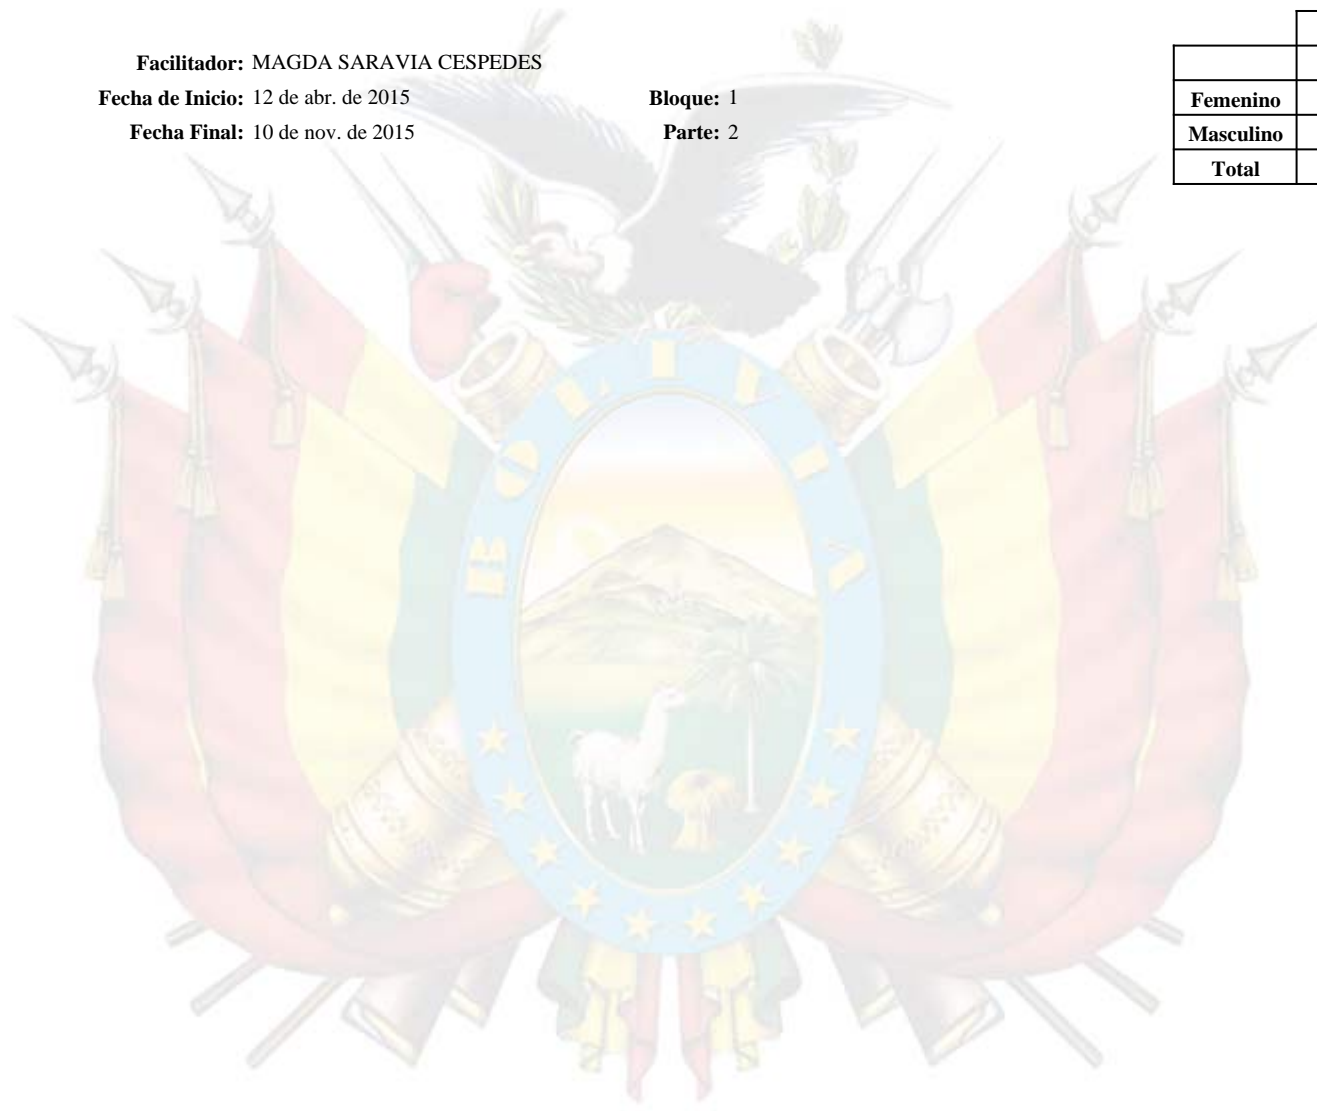 Facilitador: MAGDA SARAVIA CESPEDES
Fecha de Inicio: 12 de abr. de 2015 Bloque: 1
Fecha Final: 10 de nov. de 2015 Parte: 2
Femenino
Masculino
Total
BOLIVIA